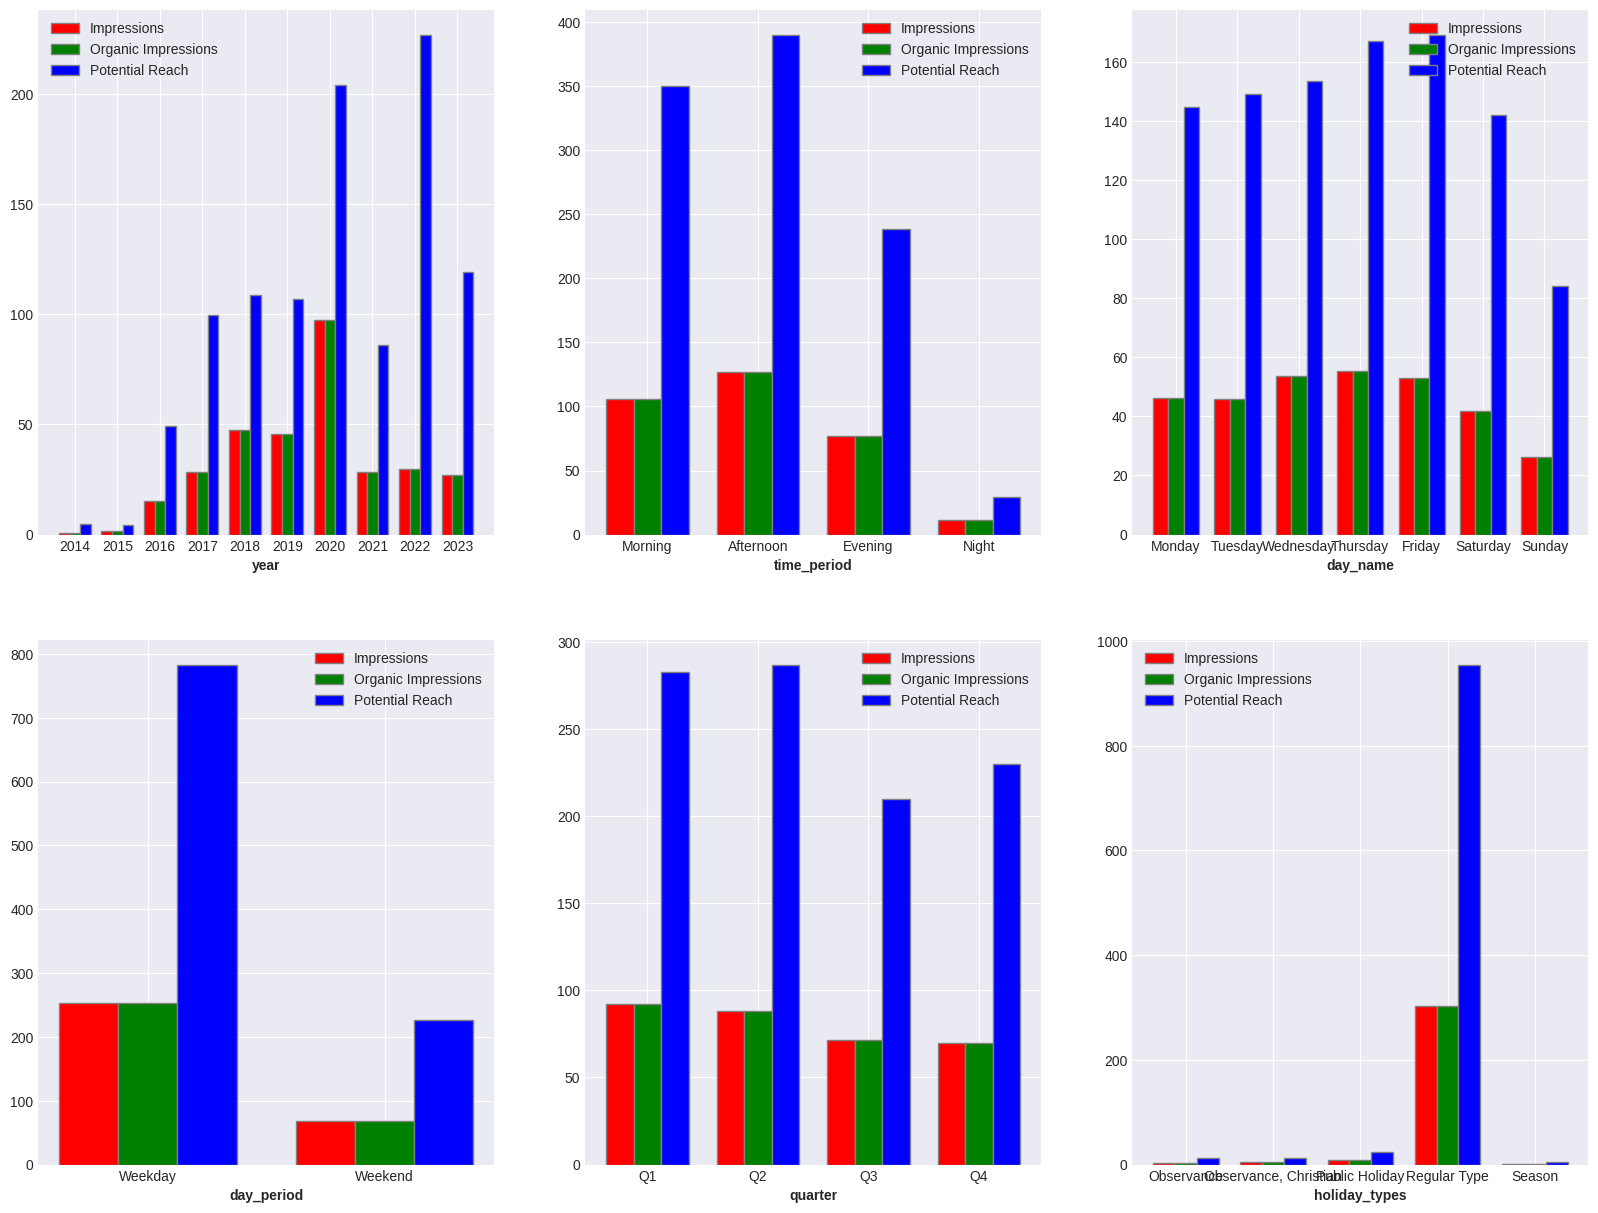 Impressions
Organic Impressions
Potential Reach
200
150
100
50
0
2014 2015 2016 2017 2018 2019 2020 2021 2022 2023
year
Impressions
Organic Impressions
Potential Reach
400
350
300
250
200
150
100
50
0
Morning Afternoon Evening Night
time_period
Impressions
Organic Impressions
Potential Reach
160
140
120
100
80
60
40
20
0
Monday Tuesday Wednesday Thursday Friday Saturday Sunday
day_name
Impressions
Organic Impressions
Potential Reach
800
700
600
500
400
300
200
100
0
Weekday Weekend
day_period
Impressions
Organic Impressions
Potential Reach
300
250
200
150
100
50
0
Q1 Q2 Q3 Q4
quarter
Impressions
Organic Impressions
Potential Reach
1000
800
600
400
200
0
Observance Observance, Christian Public Holiday Regular Type Season
holiday_types